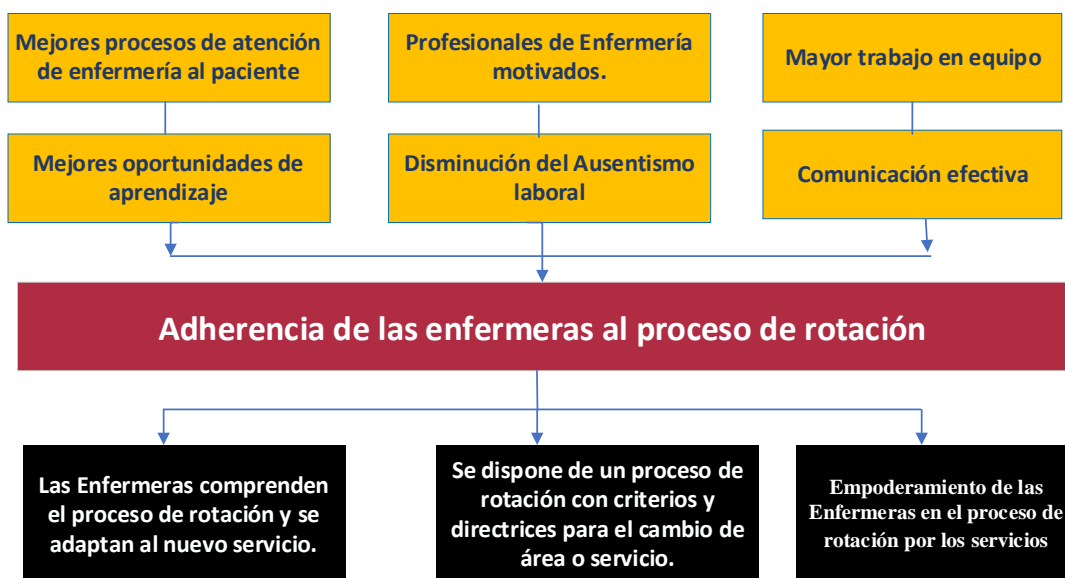 Mejores procesos de atención
de enfermería al paciente
Profesionales de Enfermería
motivados.
Mayor trabajo en equipo
Mejores oportunidades de
aprendizaje
Disminución del Ausentismo
laboral
Comunicación efectiva
Adherencia de las enfermeras al proceso de rotación
Las Enfermeras comprenden
el proceso de rotación y se
adaptan al nuevo servicio.
Se dispone de un proceso de
rotación con criterios y
directrices para el cambio de
área o servicio.
Empoderamiento de las
Enfermeras en el proceso de
rotación por los servicios